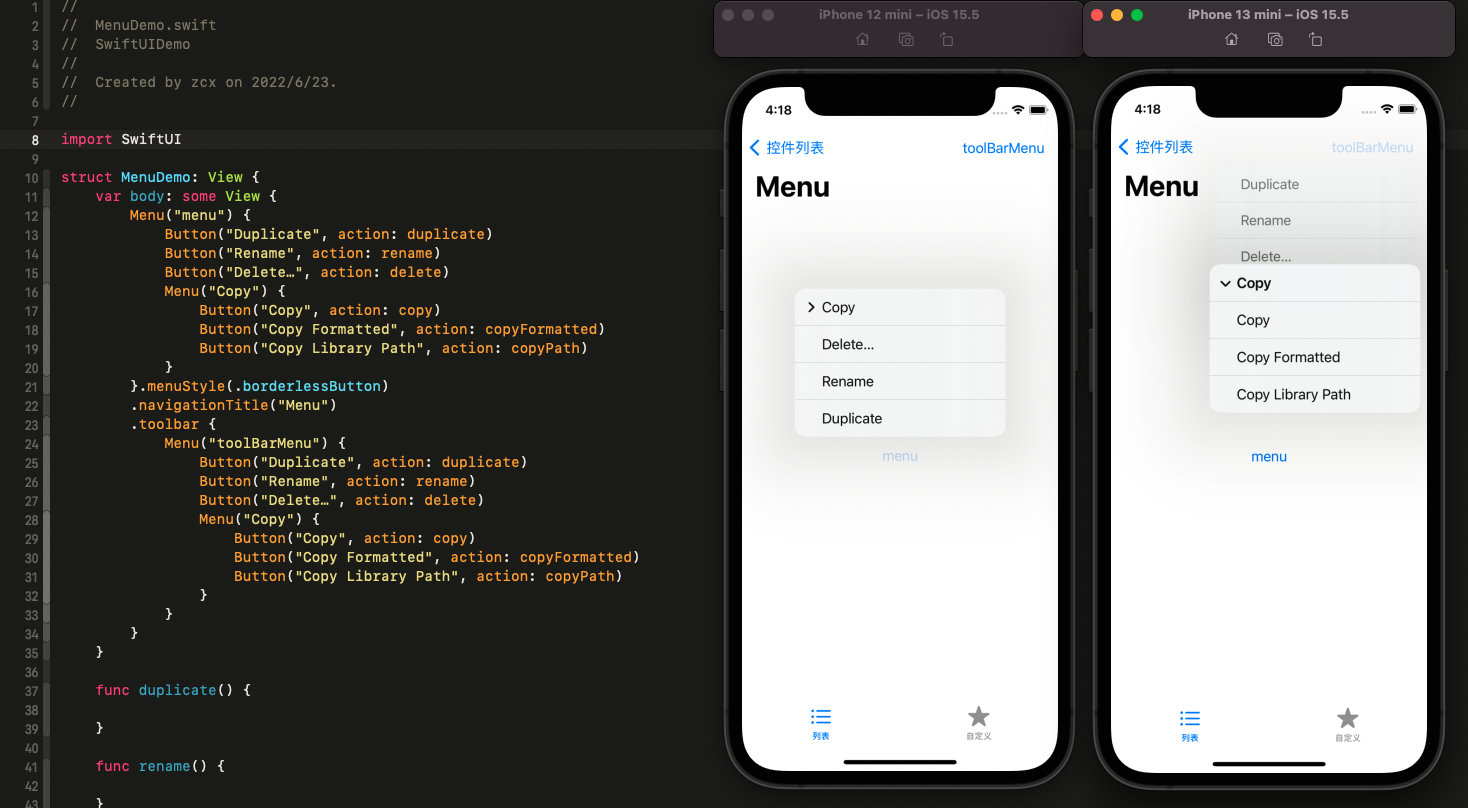 1 //
2 //  MenuDemo.swift
3 //  SwiftUIDemo
4 //
5 //  Created by zcx on 2022/6/23.
6 //
7
8 import SwiftUI
9
10 struct MenuDemo: View {
11     var body: some View {
12         Menu("menu") {
13             Button("Duplicate", action: duplicate)
14             Button("Rename", action: rename)
15             Button("Delete…", action: delete)
16             Menu("Copy") {
17                 Button("Copy", action: copy)
18                 Button("Copy Formatted", action: copyFormatted)
19                 Button("Copy Library Path", action: copyPath)
20             }
21         }.menuStyle(.borderlessButton)
22         .navigationTitle("Menu")
23         .toolbar {
24             Menu("toolBarMenu") {
25                 Button("Duplicate", action: duplicate)
26                 Button("Rename", action: rename)
27                 Button("Delete…", action: delete)
28                 Menu("Copy") {
29                     Button("Copy", action: copy)
30                     Button("Copy Formatted", action: copyFormatted)
31                     Button("Copy Library Path", action: copyPath)
32                 }
33             }
34         }
35     }
36
37     func duplicate() {
38
39     }
40
41     func rename() {
42
43     }
iPhone 12 mini – iOS 15.5
4:18
控件列表
toolBarMenu
Menu
Copy
Delete...
Rename
Duplicate
menu
列表
自定义
iPhone 13 mini – iOS 15.5
4:18
控件列表
toolBarMenu
Menu
Duplicate
Rename
Delete...
Copy
Copy
Copy Formatted
Copy Library Path
menu
列表
自定义